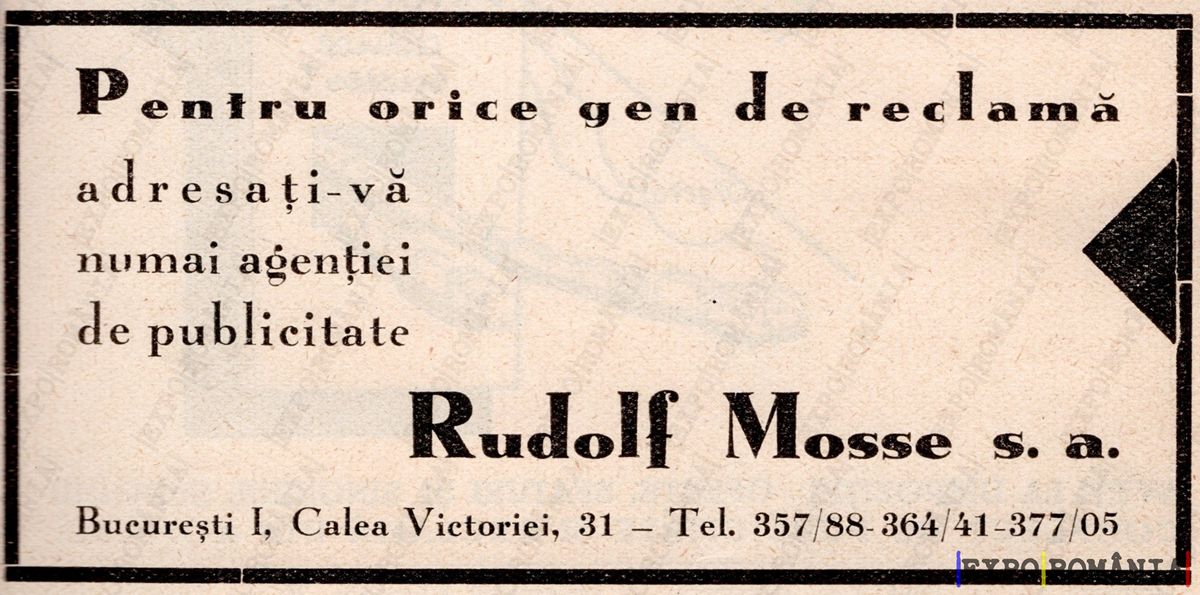 Pentru orice gen de reclamă
adresați-vă
numai agenției
de publicitate
Rudolf Mosse s. a.
București I, Calea Victoriei, 31 – Tel. 357/88-364/41-377/05
|EXPO|ROMÂNIA|